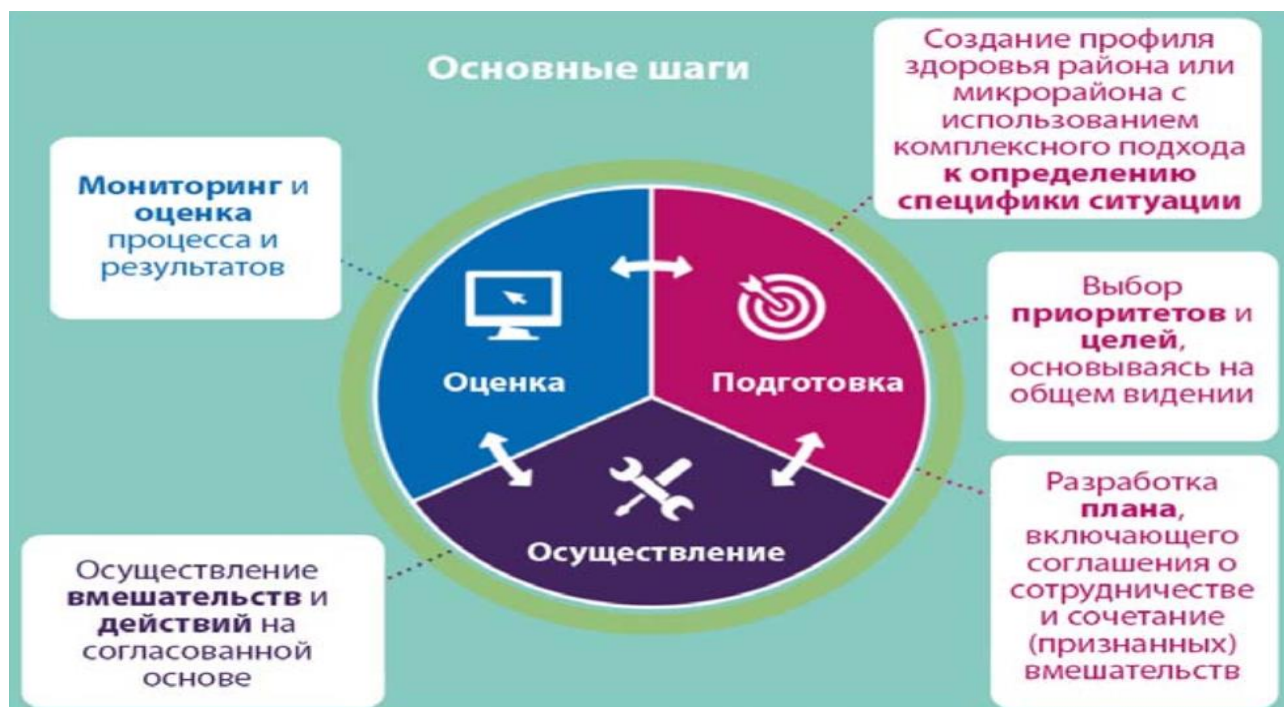 Основные шаги
Создание профиля
здоровья района или
микрорайона с
использованием
комплексного подхода
к определению
специфики ситуации
Мониторинг и
оценка
процесса и
результатов
Выбор
приоритетов и
целей,
основываясь на
общем видении
Оценка
Подготовка
Разработка
плана,
включающего
соглашения о
сотрудничестве
и сочетание
(признанных)
вмешательств
Осуществление
Осуществление
вмешательств и
действий на
согласованной
основе